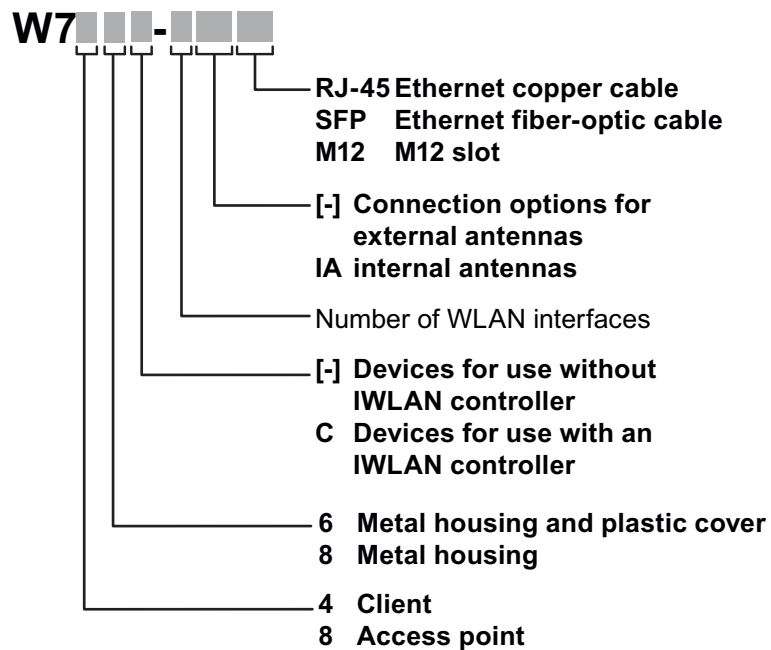 W7 -
RJ-45 Ethernet copper cable
SFP Ethernet fiber-optic cable
M12 M12 slot
[-] Connection options for
external antennas
IA internal antennas
Number of WLAN interfaces
[-] Devices for use without
IWLAN controller
C Devices for use with an
IWLAN controller
6 Metal housing and plastic cover
8 Metal housing
4 Client
8 Access point